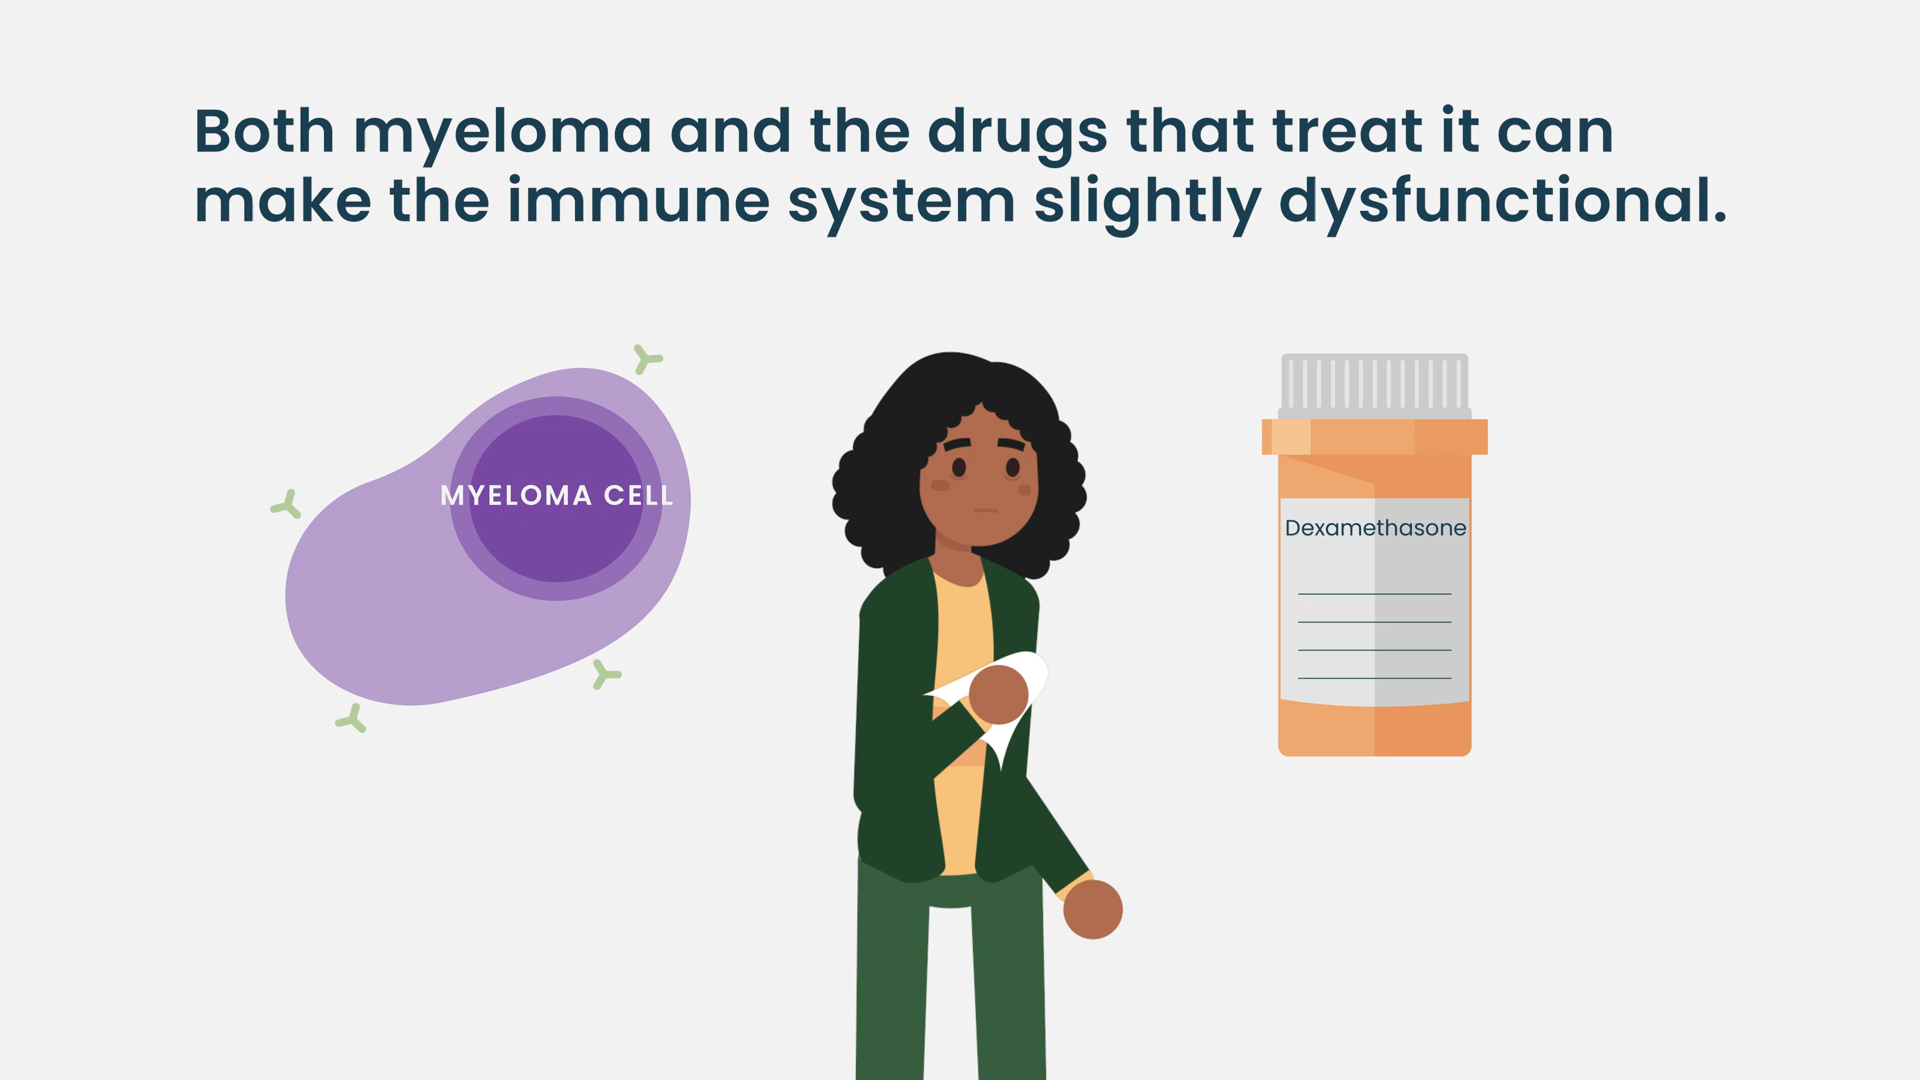 Both myeloma and the drugs that treat it can
make the immune system slightly dysfunctional.
MYELOMA CELL
Dexamethasone